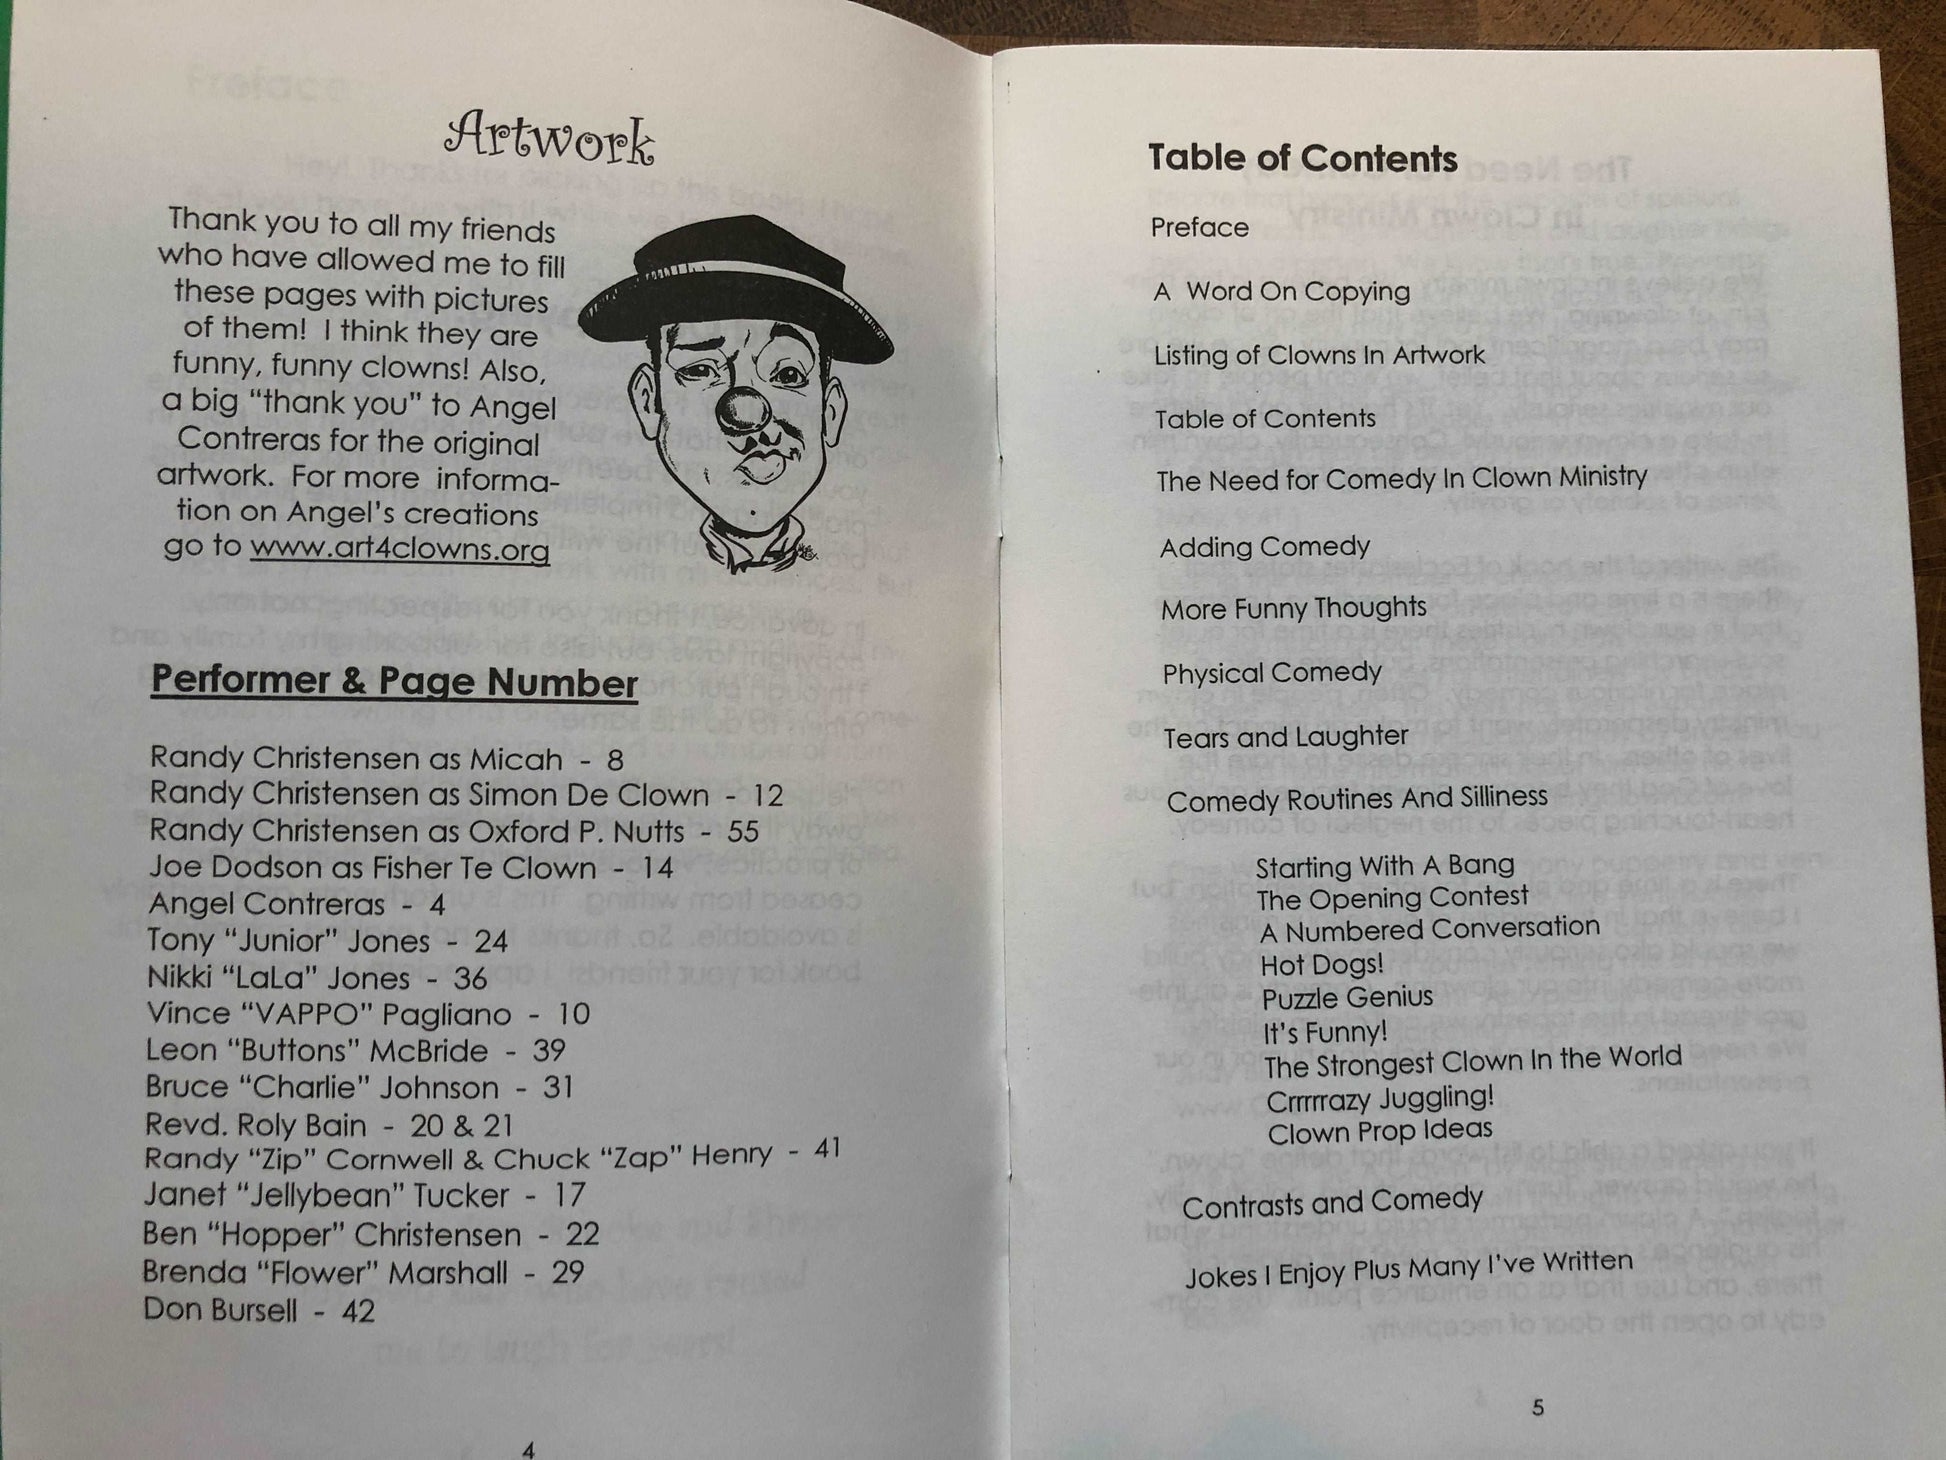 Artwork
Thank you to all my friends
who have allowed me to fill
these pages with pictures
of them! I think they are
funny, funny clowns! Also,
a big “thank you” to Angel
Contreras for the original
artwork. For more informa-
tion on Angel’s creations
go to www.art4clowns.org
Performer & Page Number
Randy Christensen as Micah - 8
Randy Christensen as Simon De Clown - 12
Randy Christensen as Oxford P. Nutts - 55
Joe Dodson as Fisher Te Clown - 14
Angel Contreras - 4
Tony “Junior” Jones - 24
Nikki “LaLa” Jones - 36
Vince “VAPPO” Pagliano - 10
Leon “Buttons” McBride - 39
Bruce “Charlie” Johnson - 31
Revd. Roly Bain - 20 & 21
Randy “Zip” Cornwell & Chuck “Zap” Henry - 41
Janet “Jellybean” Tucker - 17
Ben “Hopper” Christensen - 22
Brenda “Flower” Marshall - 29
Don Bursell - 42
4
Table of Contents
Preface
A Word On Copying
Listing of Clowns In Artwork
Table of Contents
The Need for Comedy In Clown Ministry
Adding Comedy
More Funny Thoughts
Physical Comedy
Tears and Laughter
Comedy Routines And Silliness
Starting With A Bang
The Opening Contest
A Numbered Conversation
Hot Dogs!
Puzzle Genius
It’s Funny!
The Strongest Clown In the World
Crrrrrazy Juggling!
Clown Prop Ideas
Contrasts and Comedy
Jokes I Enjoy Plus Many I’ve Written
5